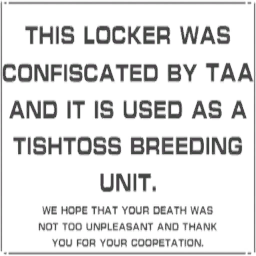 THIS LOCKER WAS
CONFISCATED BY TAA
AND IT IS USED AS A
TISHTOSS BREEDING
UNIT.
WE HOPE THAT YOUR DEATH WAS
NOT TOO UNPLEASANT AND THANK
YOU FOR YOUR COOPETATION.